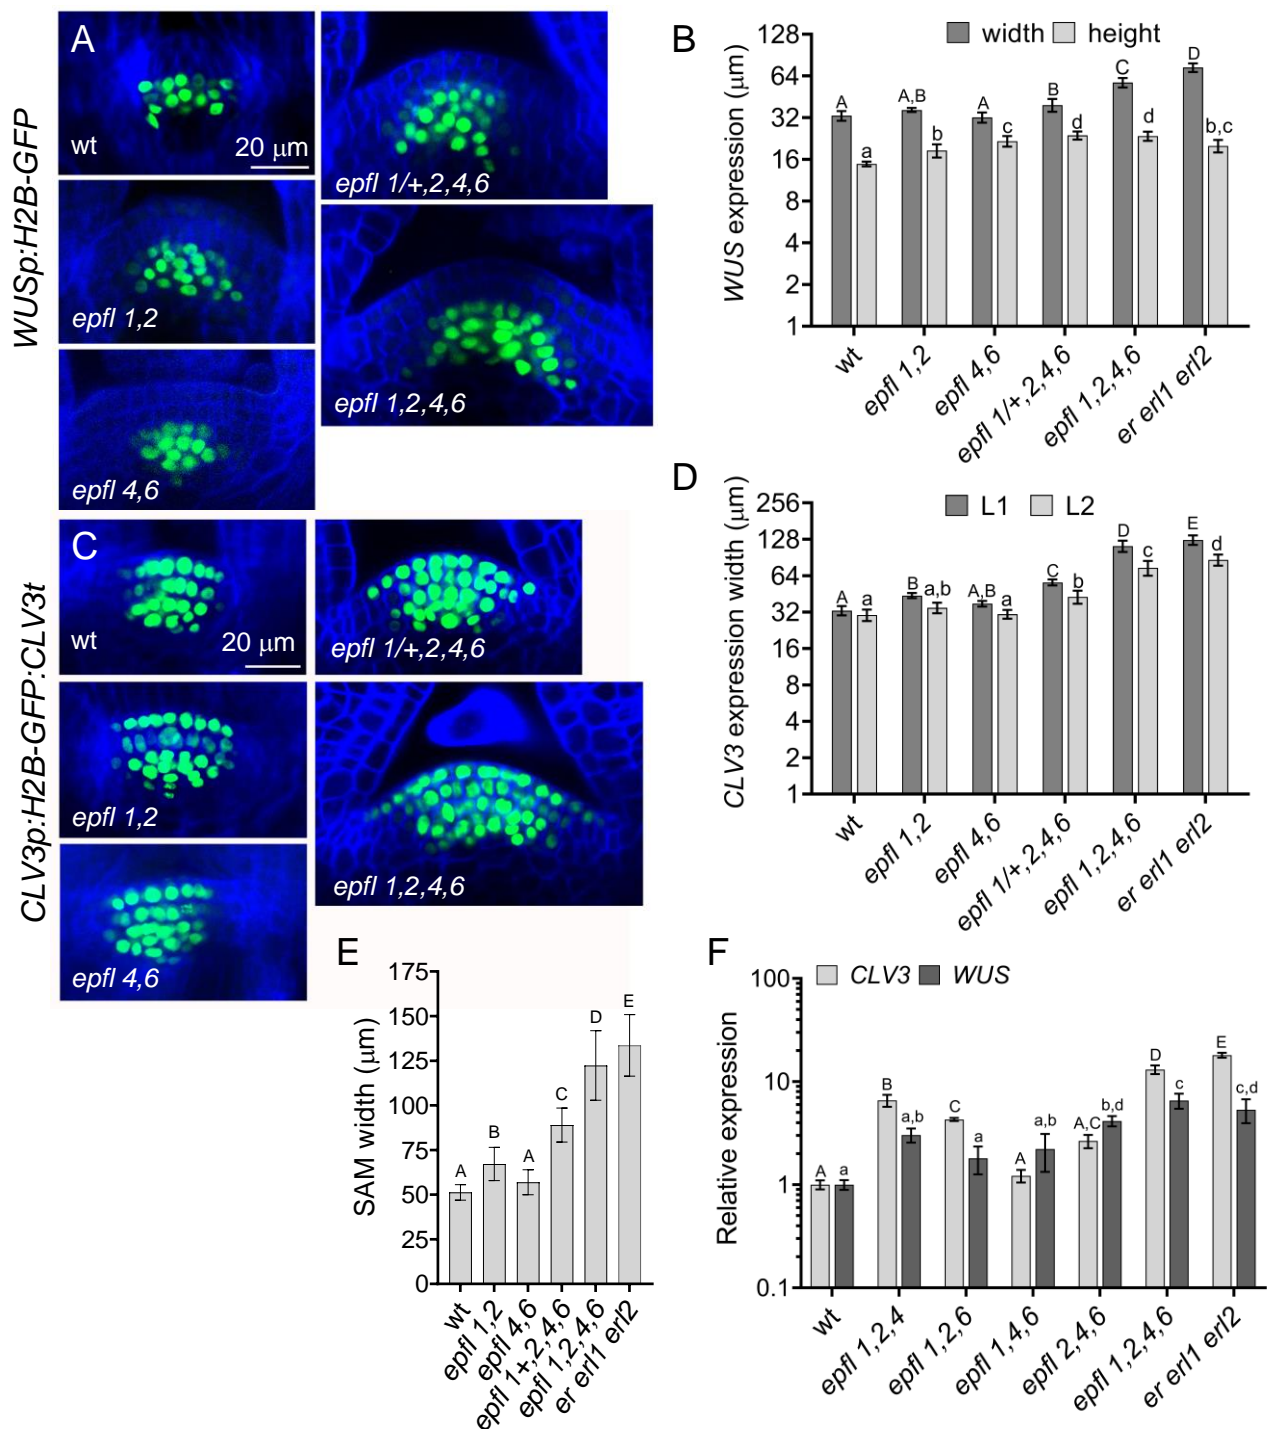 A
WUSp:H2B-GFP
wt
20 μm
epfl 1/+,2,4,6
epfl 1,2
epfl 1,2,4,6
epfl 4,6
B
width height
WUS expression (μm)
128
64
32
16
8
4
2
1
A a A,B b A c B d C d D b,c
wt epfl 1,2 epfl 4,6 epfl 1/+,2,4,6 epfl 1,2,4,6 er erl1 erl2
C
CLV3p:H2B-GFP:CLV3t
wt
20 μm
epfl 1/+,2,4,6
epfl 1,2
epfl 1,2,4,6
epfl 4,6
D
L1 L2
CLV3 expression width (μm)
256
128
64
32
16
8
4
2
1
A a B a,b A,B a C b D c E d
wt epfl 1,2 epfl 4,6 epfl 1/+,2,4,6 epfl 1,2,4,6 er erl1 erl2
E
SAM width (μm)
175
150
125
100
75
50
25
0
A B A C D E
wt epfl 1,2 epfl 4,6 epfl 1+,2,4,6 epfl 1,2,4,6 er erl1 erl2
F
CLV3 WUS
Relative expression
100
10
1
0.1
A a B a,b C a A a,b A,C b,d D c E c,d
wt epfl 1,2,4 epfl 1,2,6 epfl 1,4,6 epfl 2,4,6 epfl 1,2,4,6 er erl1 erl2